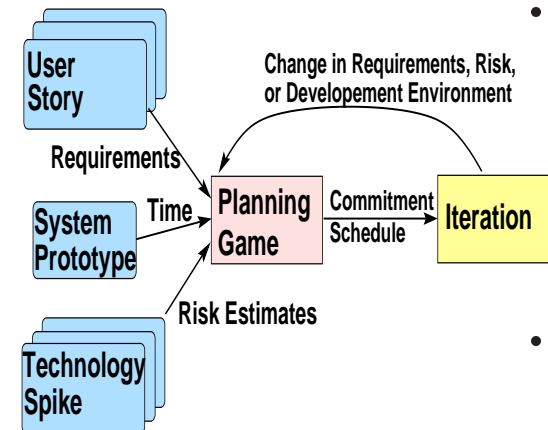 User
Story
Change in Requirements, Risk,
or Developement Environment
Requirements
System
Prototype
Time
Planning
Game
Commitment
Schedule
Iteration
Risk Estimates
Technology
Spike